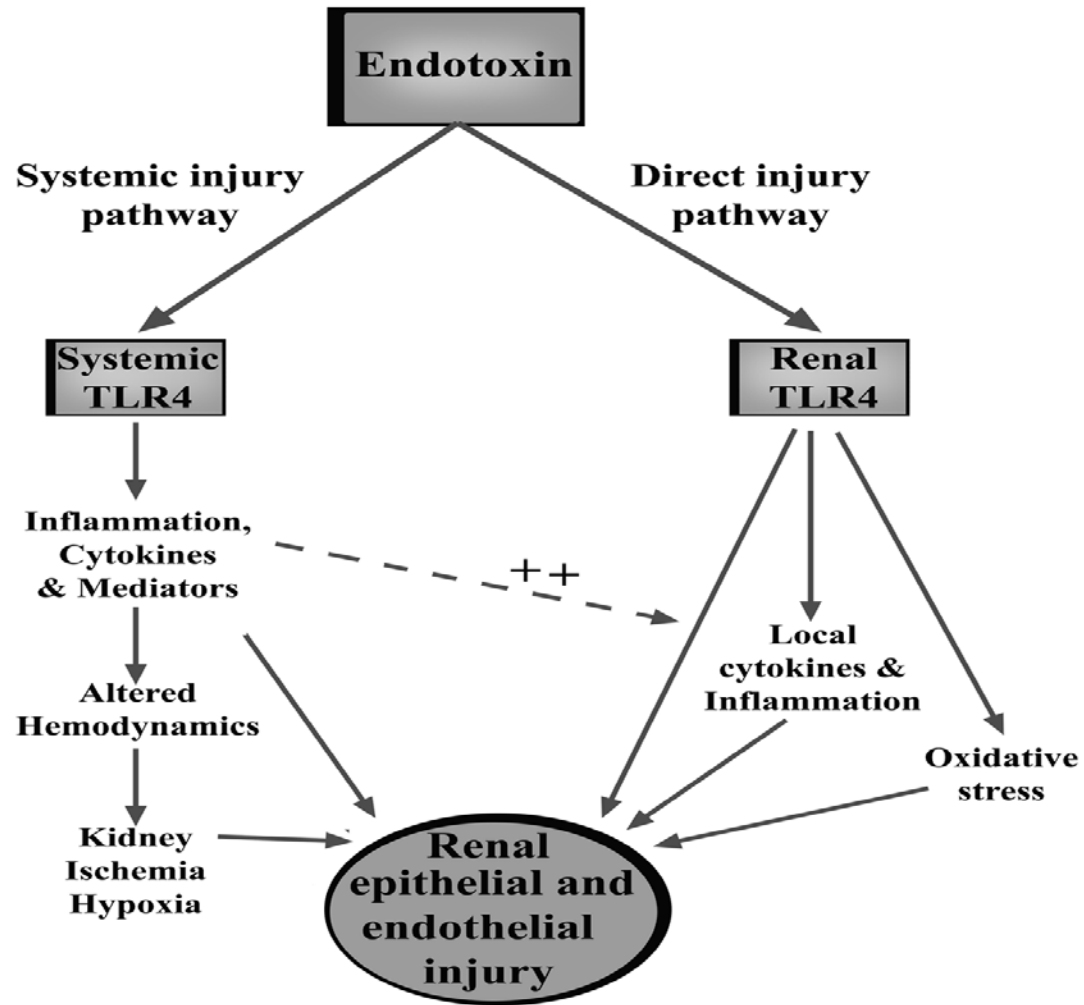 Endotoxin
Systemic injury
pathway
Direct injury
pathway
Systemic
TLR4
Renal
TLR4
Inflammation,
Cytokines
& Mediators
++
Local
cytokines &
Inflammation
Altered
Hemodynamics
Oxidative
stress
Kidney
Ischemia
Hypoxia
Renal
epithelial and
endothelial
injury